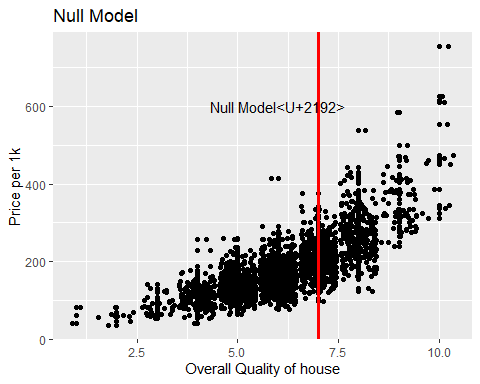 Null Model
Null Model<U+2192>
Price per 1k
600
400
200
0
2.5
5.0
7.5
10.0
Overall Quality of house